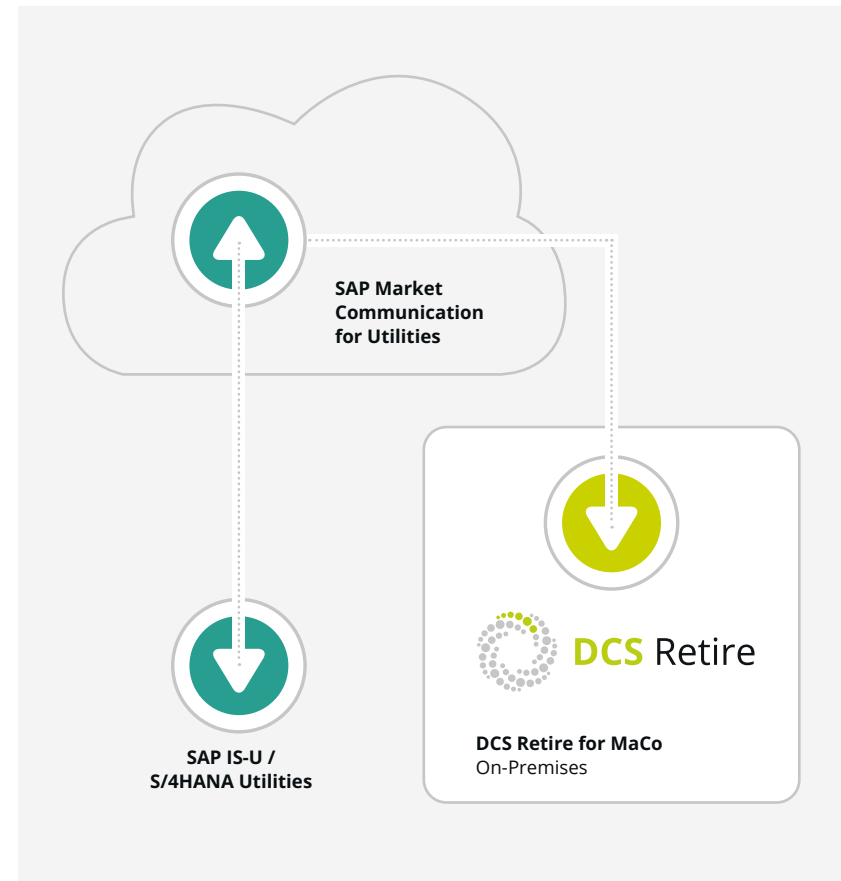 SAP Market
Communication
for Utilities
DCS Retire
SAP IS-U /
S/4HANA Utilities
DCS Retire for MaCo
On-Premises